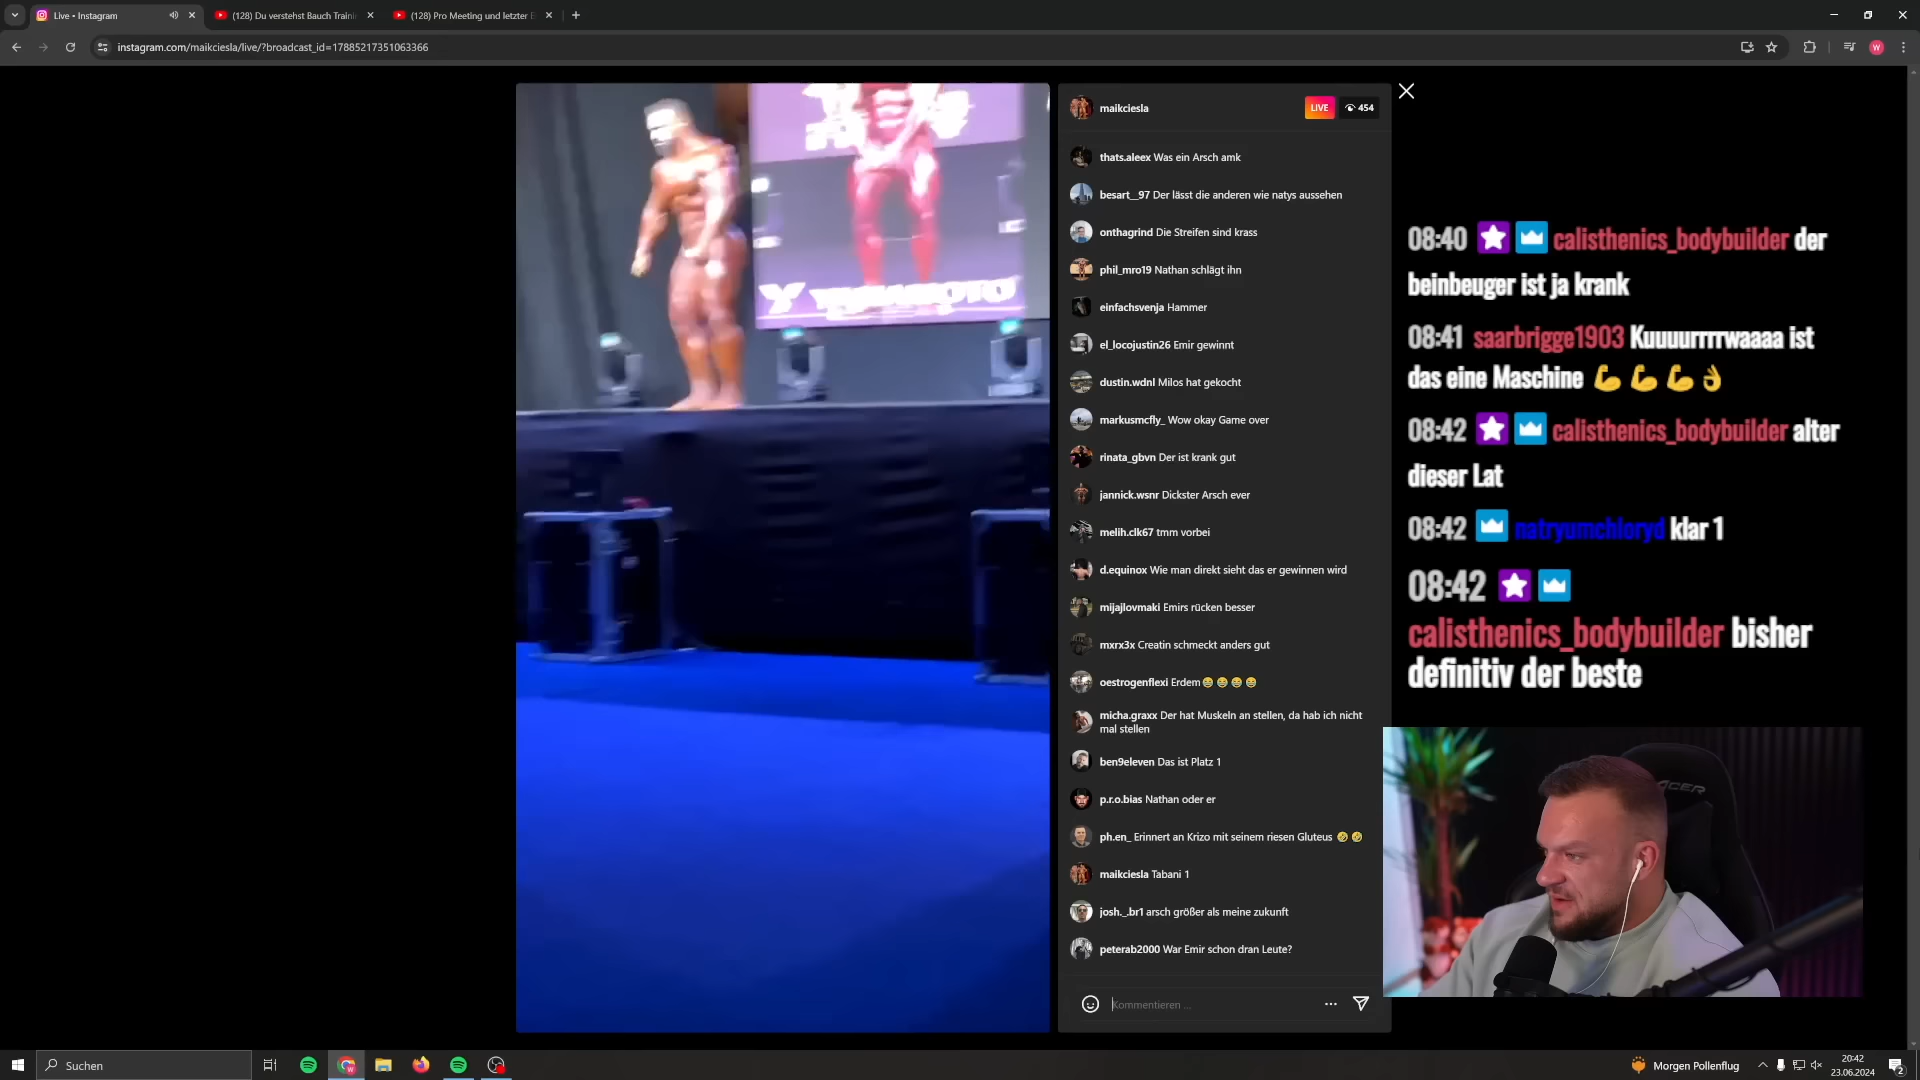 Live • Instagram
(128) Du verstehst Bauch Traini
(128) Pro Meeting und letzter
instagram.com/maikciesla/live/?broadcast_id=17885217351063366
W
maikciesla
LIVE 454
thats.aleex Was ein Arsch amk
besart__97 Der lässt die anderen wie natys aussehen
onthagrind Die Streifen sind krass
phil_mro19 Nathan schlägt ihn
einfachsvenja Hammer
el_locojustin26 Emir gewinnt
dustin.wdnl Milos hat gekocht
markusmcfly_ Wow okay Game over
rinata_gbvn Der ist krank gut
jannick.wsnr Dickster Arsch ever
melih.clk67 tmm vorbei
d.equinox Wie man direkt sieht das er gewinnen wird
mijajlovmaki Emirs rücken besser
mxrx3x Creatin schmeckt anders gut
oestrogenflexi Erdem😂😂😂😂
micha.graxx Der hat Muskeln an stellen, da hab ich nicht
mal stellen
ben9eleven Das ist Platz 1
p.r.o.bias Nathan oder er
ph.en_ Erinnert an Krizo mit seinem riesen Gluteus 🤣🤣
maikciesla Tabani 1
josh._.br1 arsch größer als meine zukunft
peterab2000 War Emir schon dran Leute?
Kommentieren ...
08:40 calisthenics_bodybuilder der
beinbeuger ist ja krank
08:41 saarbrigge1903 Kuuuurrrrwaaaa ist
das eine Maschine 💪💪💪👌
08:42 calisthenics_bodybuilder alter
dieser Lat
08:42 natryumchloryd klar 1
08:42
calisthenics_bodybuilder bisher
definitiv der beste
ACER
Suchen
Morgen Pollenflug
20:42
23.06.2024
2